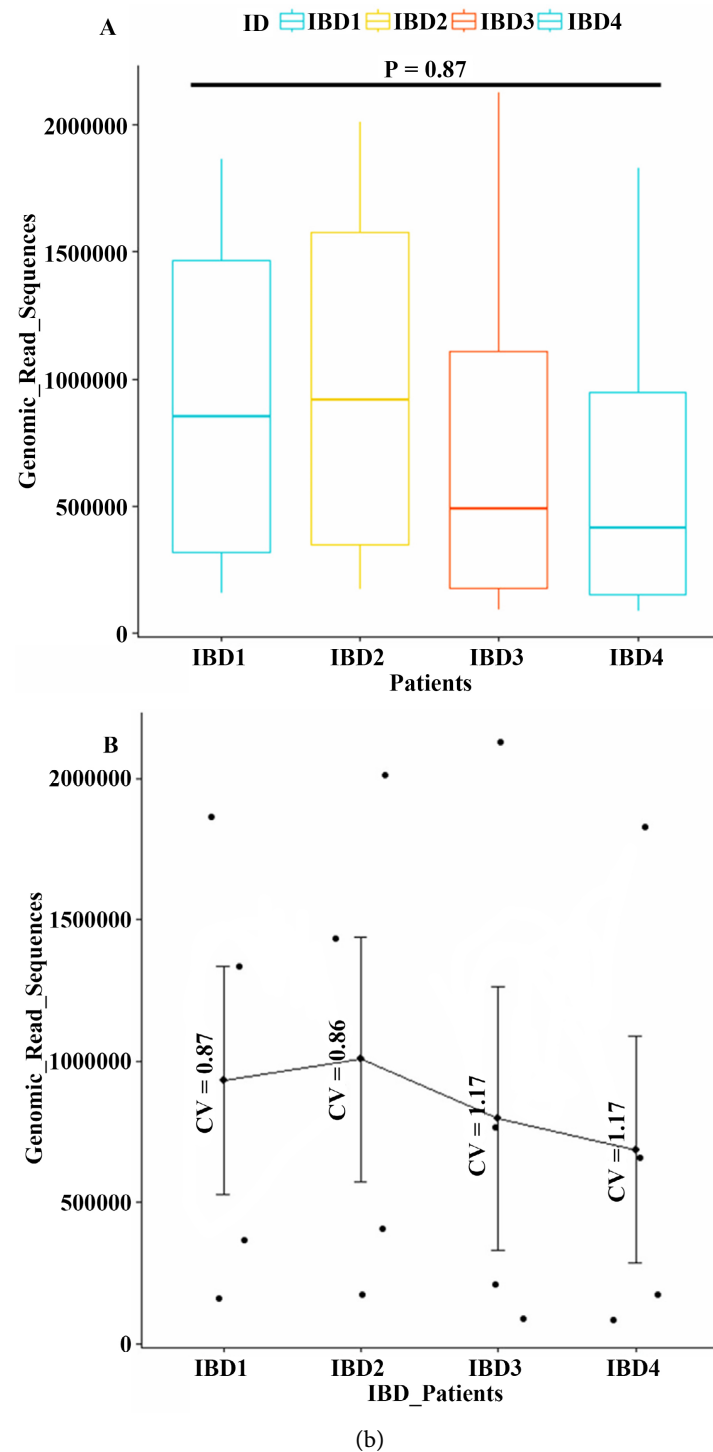 A
ID IBD1 IBD2 IBD3 IBD4
P = 0.87
Genomic_Read_Sequences
2000000
1500000
1000000
500000
0
IBD1 IBD2 IBD3 IBD4
Patients
B
Genomic_Read_Sequences
2000000
1500000
1000000
500000
0
CV = 0.87
CV = 0.86
CV = 1.17
CV = 1.17
IBD1 IBD2 IBD3 IBD4
IBD_Patients
(b)